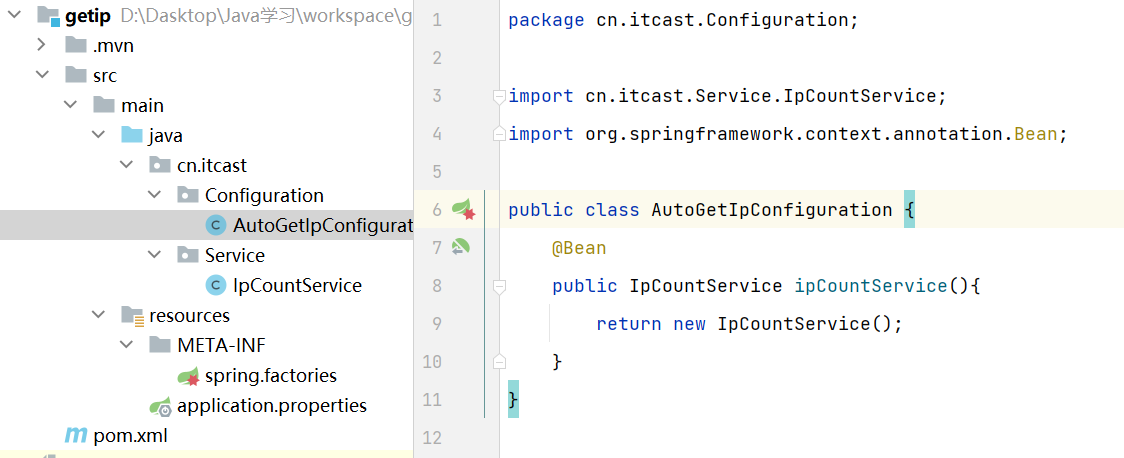 getip D:\Dasktop\Java学习\workspace\g
.mvn
src
main
java
cn.itcast
Configuration
AutoGetIpConfigurat
Service
IpCountService
resources
META-INF
spring.factories
application.properties
pom.xml
1 package cn.itcast.Configuration;
2
3 import cn.itcast.Service.IpCountService;
4 import org.springframework.context.annotation.Bean;
5
6 public class AutoGetIpConfiguration {
7 @Bean
8 public IpCountService ipCountService(){
9 return new IpCountService();
10 }
11 }
12